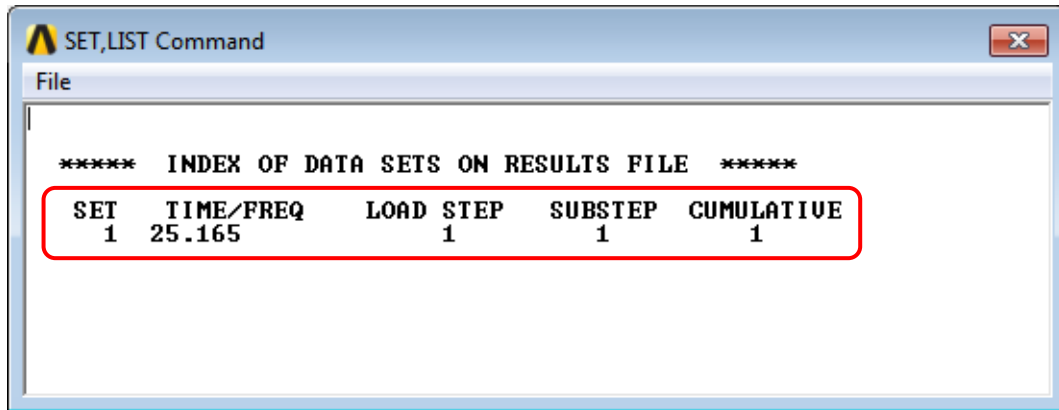 SET,LIST Command
File
***** INDEX OF DATA SETS ON RESULTS FILE *****
SET TIME/FREQ LOAD STEP SUBSTEP CUMULATIVE
1 25.165 1 1 1